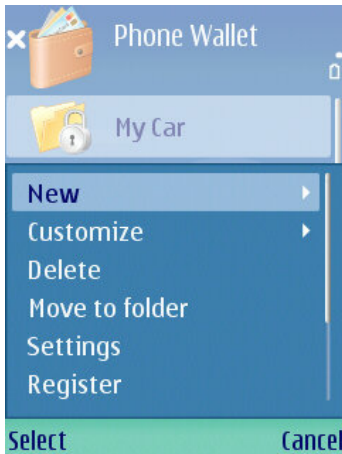 Phone Wallet
My Car
New
Customize
Delete
Move to folder
Settings
Register
Select Cancel